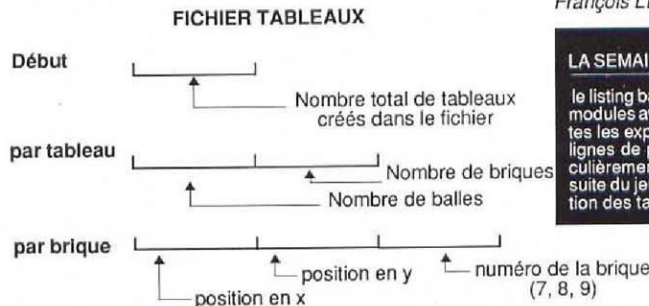 François
FICHIER TABLEAUX
Début
Nombre total de tableaux
créés dans le fichier
par tableau
Nombre de briques
Nombre de balles
par brique
position en x
position en y
numéro de la brique
(7, 8, 9)
LA SEMAI
le listing ba
modules av
tes les exp
lignes de p
culièremen
suite du je
tion des ta